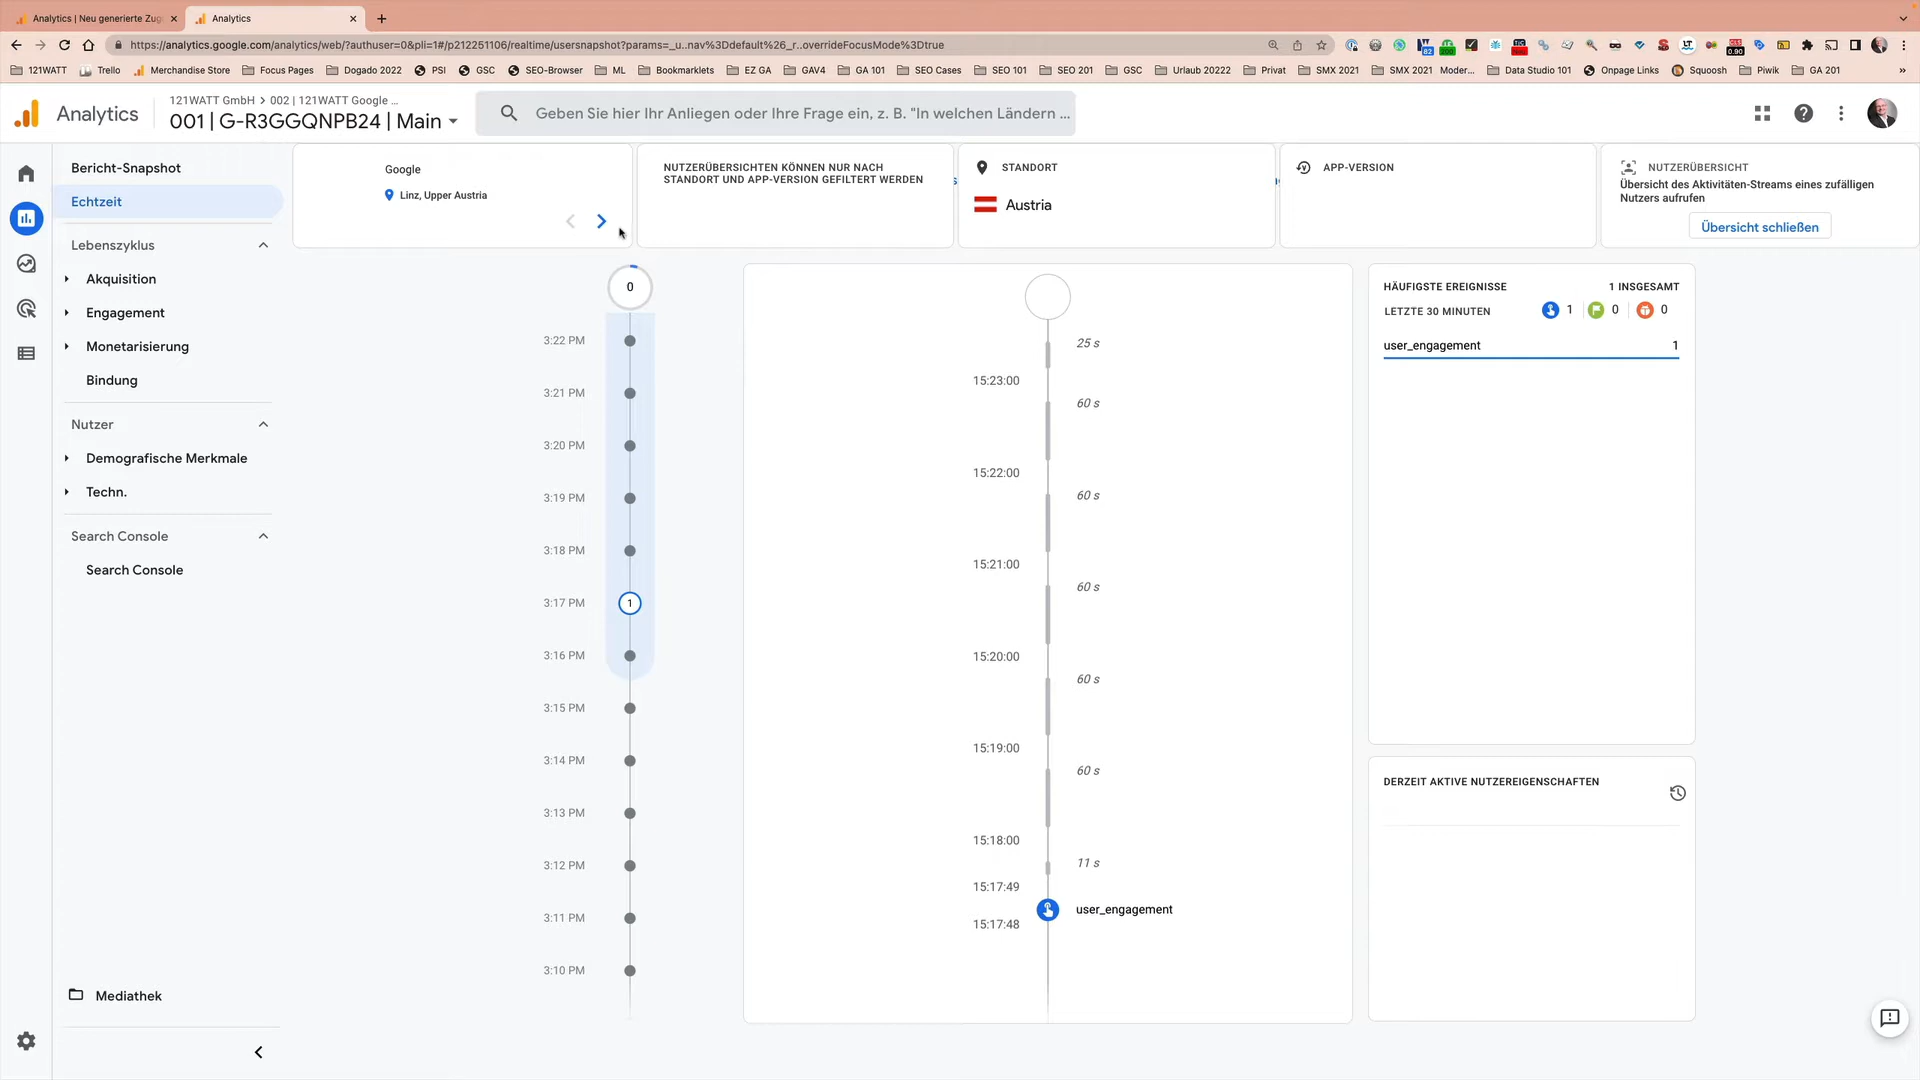 Analytics | Neu generierte Zug
Analytics
https://analytics.google.com/analytics/web/?authuser=0&pli=1#/p212251106/realtime/usersnapshot?params=_u..nav%3Ddefault%26_r..overrideFocusMode%3Dtrue
121WATT
Trello
Merchandise Store
Focus Pages
Dogado 2022
PSI
GSC
SEO-Browser
ML
Bookmarklets
EZ GA
GAV4
GA 101
SEO Cases
SEO 101
SEO 201
GSC
Urlaub 20222
Privat
SMX 2021
SMX 2021
Moder...
Data Studio 101
Onpage Links
Squoosh
Piwik
GA 201
»
Analytics
121WATT GmbH > 002 | 121WATT Google ...
001 | G-R3GGQNPB24 | Main
Geben Sie hier Ihr Anliegen oder Ihre Frage ein, z. B. "In welchen Ländern ...
Bericht-Snapshot
Echtzeit
Lebenszyklus
Akquisition
Engagement
Monetarisierung
Bindung
Nutzer
Demografische Merkmale
Techn.
Search Console
Search Console
Mediathek
Google
Linz, Upper Austria
NUTZERÜBERSICHTEN KÖNNEN NUR NACH
STANDORT UND APP-VERSION GEFILTERT WERDEN
STANDORT
Austria
APP-VERSION
NUTZERÜBERSICHT
Übersicht des Aktivitäten-Streams eines zufälligen
Nutzers aufrufen
Übersicht schließen
0
3:22 PM
3:21 PM
3:20 PM
3:19 PM
3:18 PM
3:17 PM
1
3:16 PM
3:15 PM
3:14 PM
3:13 PM
3:12 PM
3:11 PM
3:10 PM
25 s
15:23:00
60 s
15:22:00
60 s
15:21:00
60 s
15:20:00
60 s
15:19:00
60 s
15:18:00
11 s
15:17:49
user_engagement
15:17:48
HÄUFIGSTE EREIGNISSE
1 INSGESAMT
LETZTE 30 MINUTEN
1
0
0
user_engagement
1
DERZEIT AKTIVE NUTZEREIGENSCHAFTEN